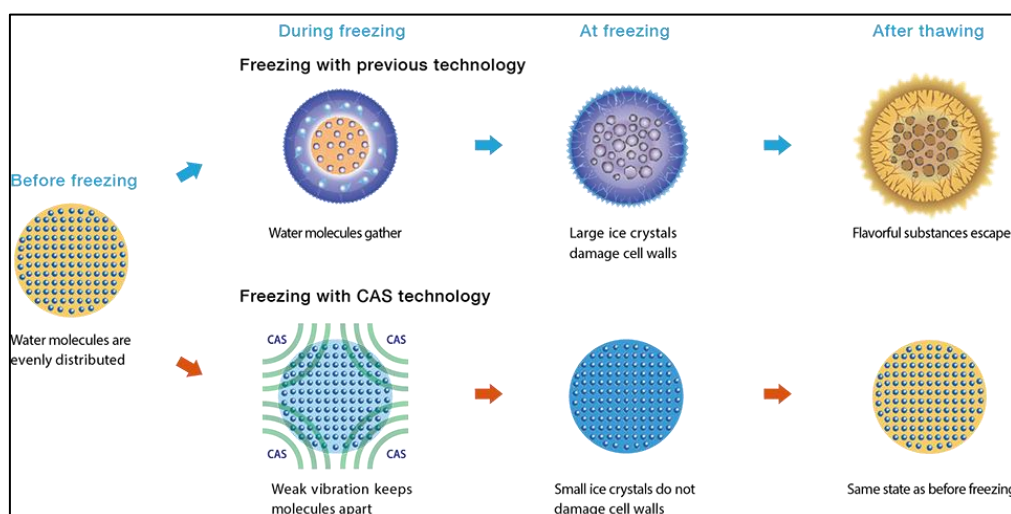 During freezing
At freezing
After thawing
Freezing with previous technology
Before freezing
Water molecules gather
Large ice crystals
damage cell walls
Flavorful substances escape
Water molecules are
evenly distributed
Freezing with CAS technology
CAS
CAS
CAS
CAS
Weak vibration keeps
molecules apart
Small ice crystals do not
damage cell walls
Same state as before freezing